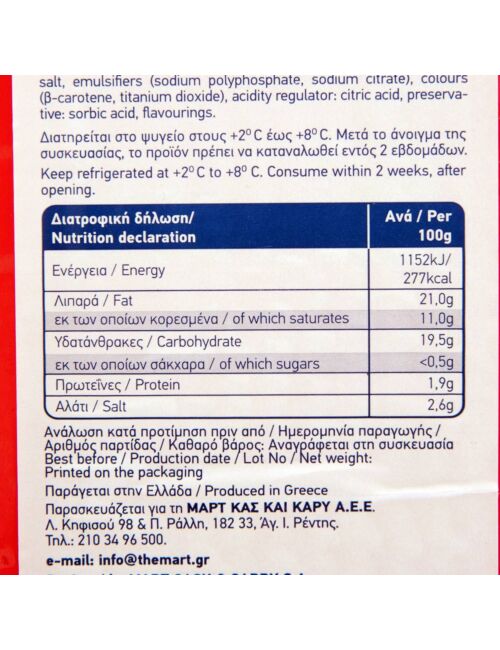 salt, emulsifiers (sodium polyphosphate, sodium citrate), colours
(β-carotene, titanium dioxide), acidity regulator: citric acid, preserva-
tive: sorbic acid, flavourings.
Διατηρείται στο ψυγείο στους +2°C έως +8°C. Μετά το άνοιγμα της
συσκευασίας, το προϊόν πρέπει να καταναλωθεί εντός 2 εβδομάδων.
Keep refrigerated at +2°C to +8°C. Consume within 2 weeks, after
opening.
Διατροφική δήλωση/ Ανά / Per
Nutrition declaration 100g
Ενέργεια / Energy 1152kJ/
277kcal
Λιπαρά / Fat 21,0g
εκ των οποίων κορεσμένα / of which saturates 11,0g
Υδατάνθρακες / Carbohydrate 19,5g
εκ των οποίων σάκχαρα / of which sugars <0,5g
Πρωτεΐνες / Protein 1,9g
Αλάτι / Salt 2,6g
Ανάλωση κατά προτίμηση πριν από / Ημερομηνία παραγωγής /
Αριθμός παρτίδας / Καθαρό βάρος: Αναγράφεται στη συσκευασία
Best before / Production date / Lot No / Net weight:
Printed on the packaging
Παράγεται στην Ελλάδα / Produced in Greece
Παρασκευάζεται για τη ΜΑΡΤ ΚΑΣ ΚΑΙ ΚΑΡΥ Α.Ε.Ε.
Λ. Κηφισού 98 & Π. Ράλλη, 182 33, Άγ. Ι. Ρέντης.
Τηλ.: 210 34 96 500.
e-mail: info@themart.gr